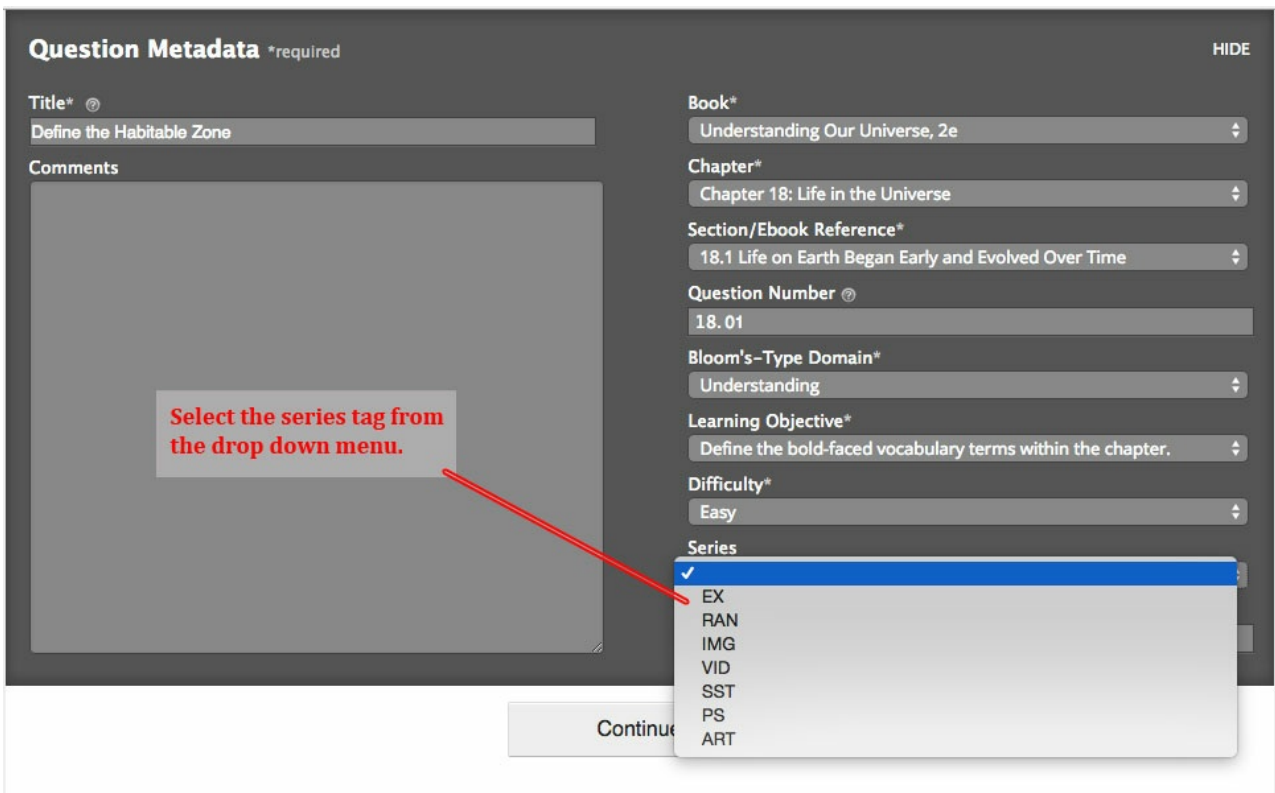 Question Metadata *required
HIDE
Title*
Define the Habitable Zone
Comments
Select the series tag from
the drop down menu.
Book*
Understanding Our Universe, 2e
Chapter*
Chapter 18: Life in the Universe
Section/Ebook Reference*
18.1 Life on Earth Began Early and Evolved Over Time
Question Number
18.01
Bloom's-Type Domain*
Understanding
Learning Objective*
Define the bold-faced vocabulary terms within the chapter.
Difficulty*
Easy
Series
EX
RAN
IMG
VID
SST
PS
ART
Continue